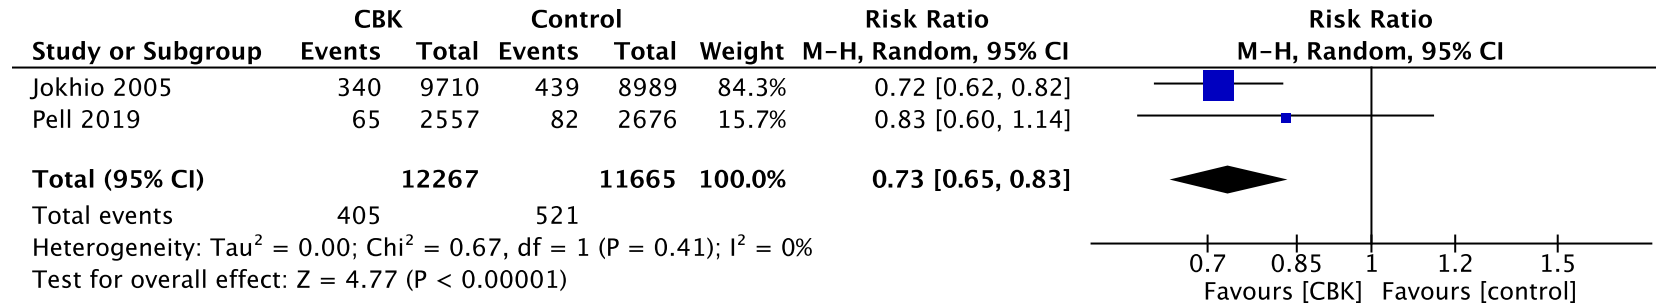 CBK Control Risk Ratio Risk Ratio
Study or Subgroup Events Total Events Total Weight M-H, Random, 95% CI M-H, Random, 95% CI
Jokhio 2005 340 9710 439 8989 84.3% 0.72 [0.62, 0.82]
Pell 2019 65 2557 82 2676 15.7% 0.83 [0.60, 1.14]
Total (95% CI) 12267 11665 100.0% 0.73 [0.65, 0.83]
Total events 405 521
Heterogeneity: Tau² = 0.00; Chi² = 0.67, df = 1 (P = 0.41); I² = 0%
Test for overall effect: Z = 4.77 (P < 0.00001)
0.7 0.85 1 1.2 1.5
Favours [CBK] Favours [control]